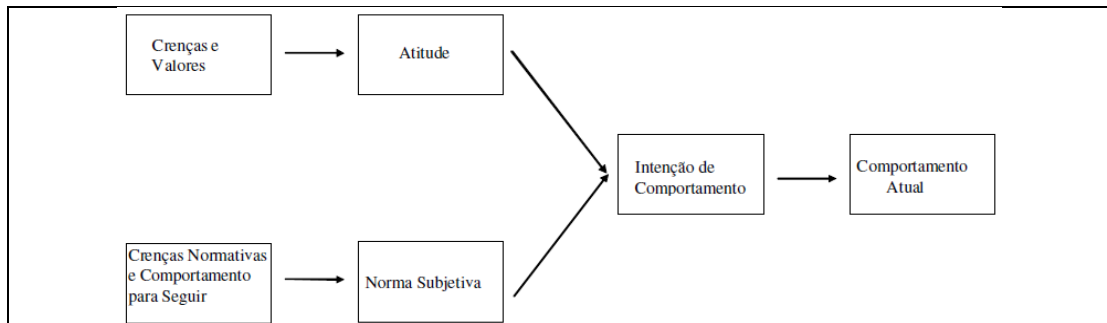 Crenças e
Valores
Atitude
Intenção de
Comportamento
Comportamento
Atual
Crenças Normativas
e Comportamento
para Seguir
Norma Subjetiva